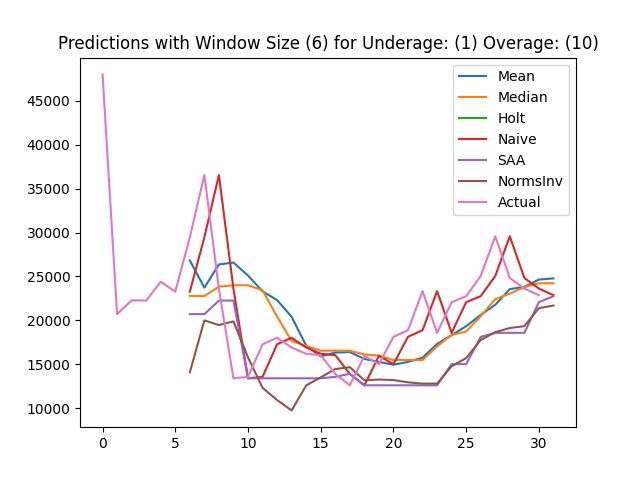 Predictions with Window Size (6) for Underage: (1) Overage: (10)
Mean
Median
Holt
Naive
SAA
NormsInv
Actual
45000
40000
35000
30000
25000
20000
15000
10000
0 5 10 15 20 25 30